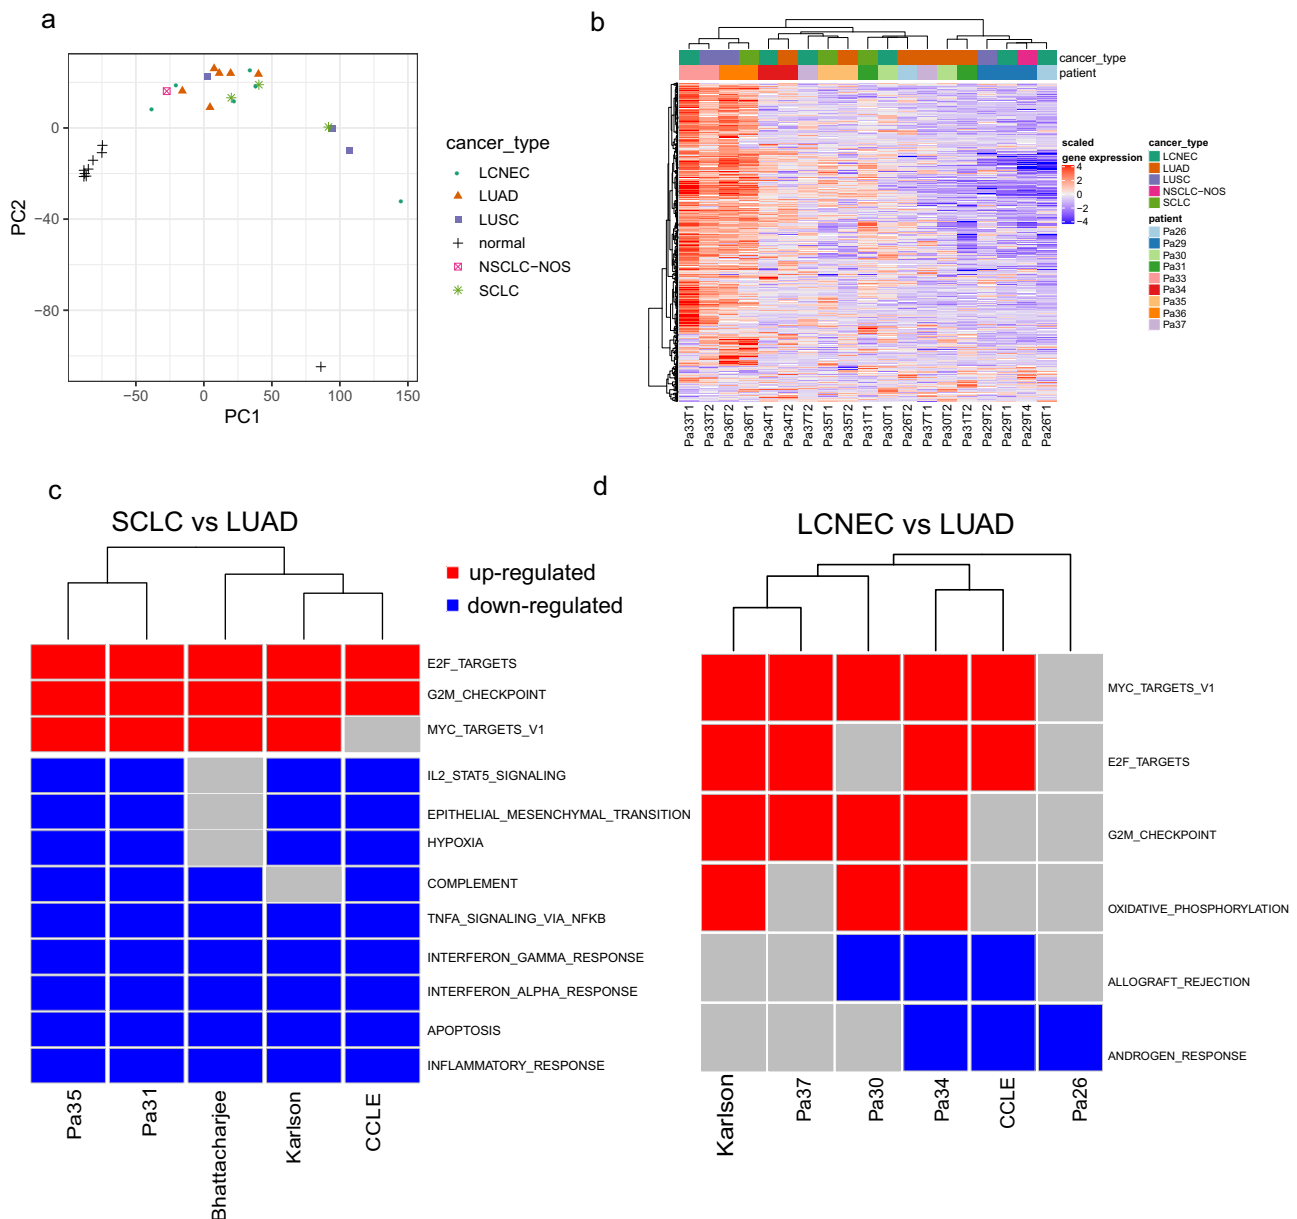 a
0
−40
−80
PC2
−50
0
50
100
150
PC1
cancer_type
LCNEC
LUAD
LUSC
normal
NSCLC−NOS
SCLC
b
cancer_type
patient
scaled
gene expression
4
2
0
−2
−4
cancer_type
LCNEC
LUAD
LUSC
NSCLC−NOS
SCLC
patient
Pa26
Pa29
Pa30
Pa31
Pa33
Pa34
Pa35
Pa36
Pa37
Pa33T1
Pa33T2
Pa36T2
Pa36T1
Pa34T1
Pa34T2
Pa37T2
Pa35T1
Pa35T2
Pa31T1
Pa30T1
Pa26T2
Pa37T1
Pa30T2
Pa31T2
Pa29T2
Pa29T1
Pa29T4
Pa26T1
c
SCLC vs LUAD
up-regulated
down-regulated
E2F_TARGETS
G2M_CHECKPOINT
MYC_TARGETS_V1
IL2_STAT5_SIGNALING
EPITHELIAL_MESENCHYMAL_TRANSITION
HYPOXIA
COMPLEMENT
TNFA_SIGNALING_VIA_NFKB
INTERFERON_GAMMA_RESPONSE
INTERFERON_ALPHA_RESPONSE
APOPTOSIS
INFLAMMATORY_RESPONSE
Pa35
Pa31
Bhattacharjee
Karlson
CCLE
d
LCNEC vs LUAD
MYC_TARGETS_V1
E2F_TARGETS
G2M_CHECKPOINT
OXIDATIVE_PHOSPHORYLATION
ALLOGRAFT_REJECTION
ANDROGEN_RESPONSE
Karlson
Pa37
Pa30
Pa34
CCLE
Pa26